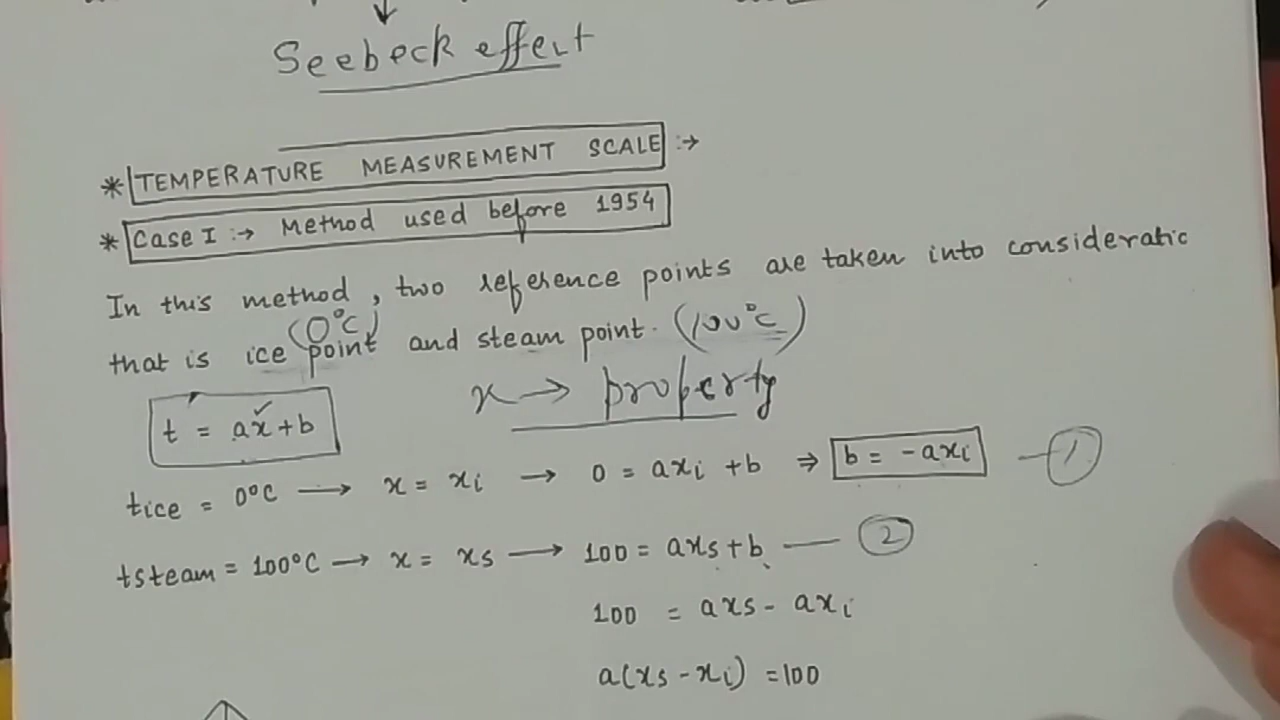 Seebeck effect
* TEMPERATURE MEASUREMENT SCALE :→
* Case I :→ Method used before 1954
In this method, two reference points are taken into consideratio
that is ice point (0°C) and steam point. (100°C)
t = ax + b
x → property
tice = 0°C → x = xi → 0 = axi + b ⇒ b = -axi — 1
tsteam = 100°C → x = xs → 100 = axs + b — 2
100 = axs - axi
a(xs - xi) = 100